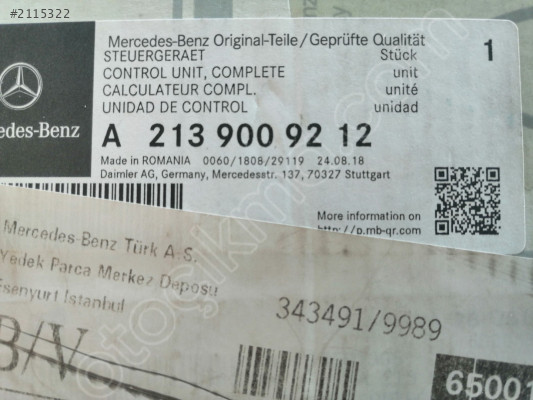 #2115322
Mercedes-Benz Original-Teile/Geprüfte Qualität
STEUERGERAET Stück 1
CONTROL UNIT, COMPLETE unit
CALCULATEUR COMPL. unité
UNIDAD DE CONTROL unidad
edes-Benz
A 213 900 92 12
Made in ROMANIA 0060/1808/29119 24.08.18
Daimler AG, Germany, Mercedesstr. 137, 70327 Stuttgart
More information on
http://p.mb-qr.com
Mercedes-Benz Türk A.S.
Yedek Parca Merkez Deposu
Esenyurt Istanbul
343491/9989
B/V
65001
otoçıkma